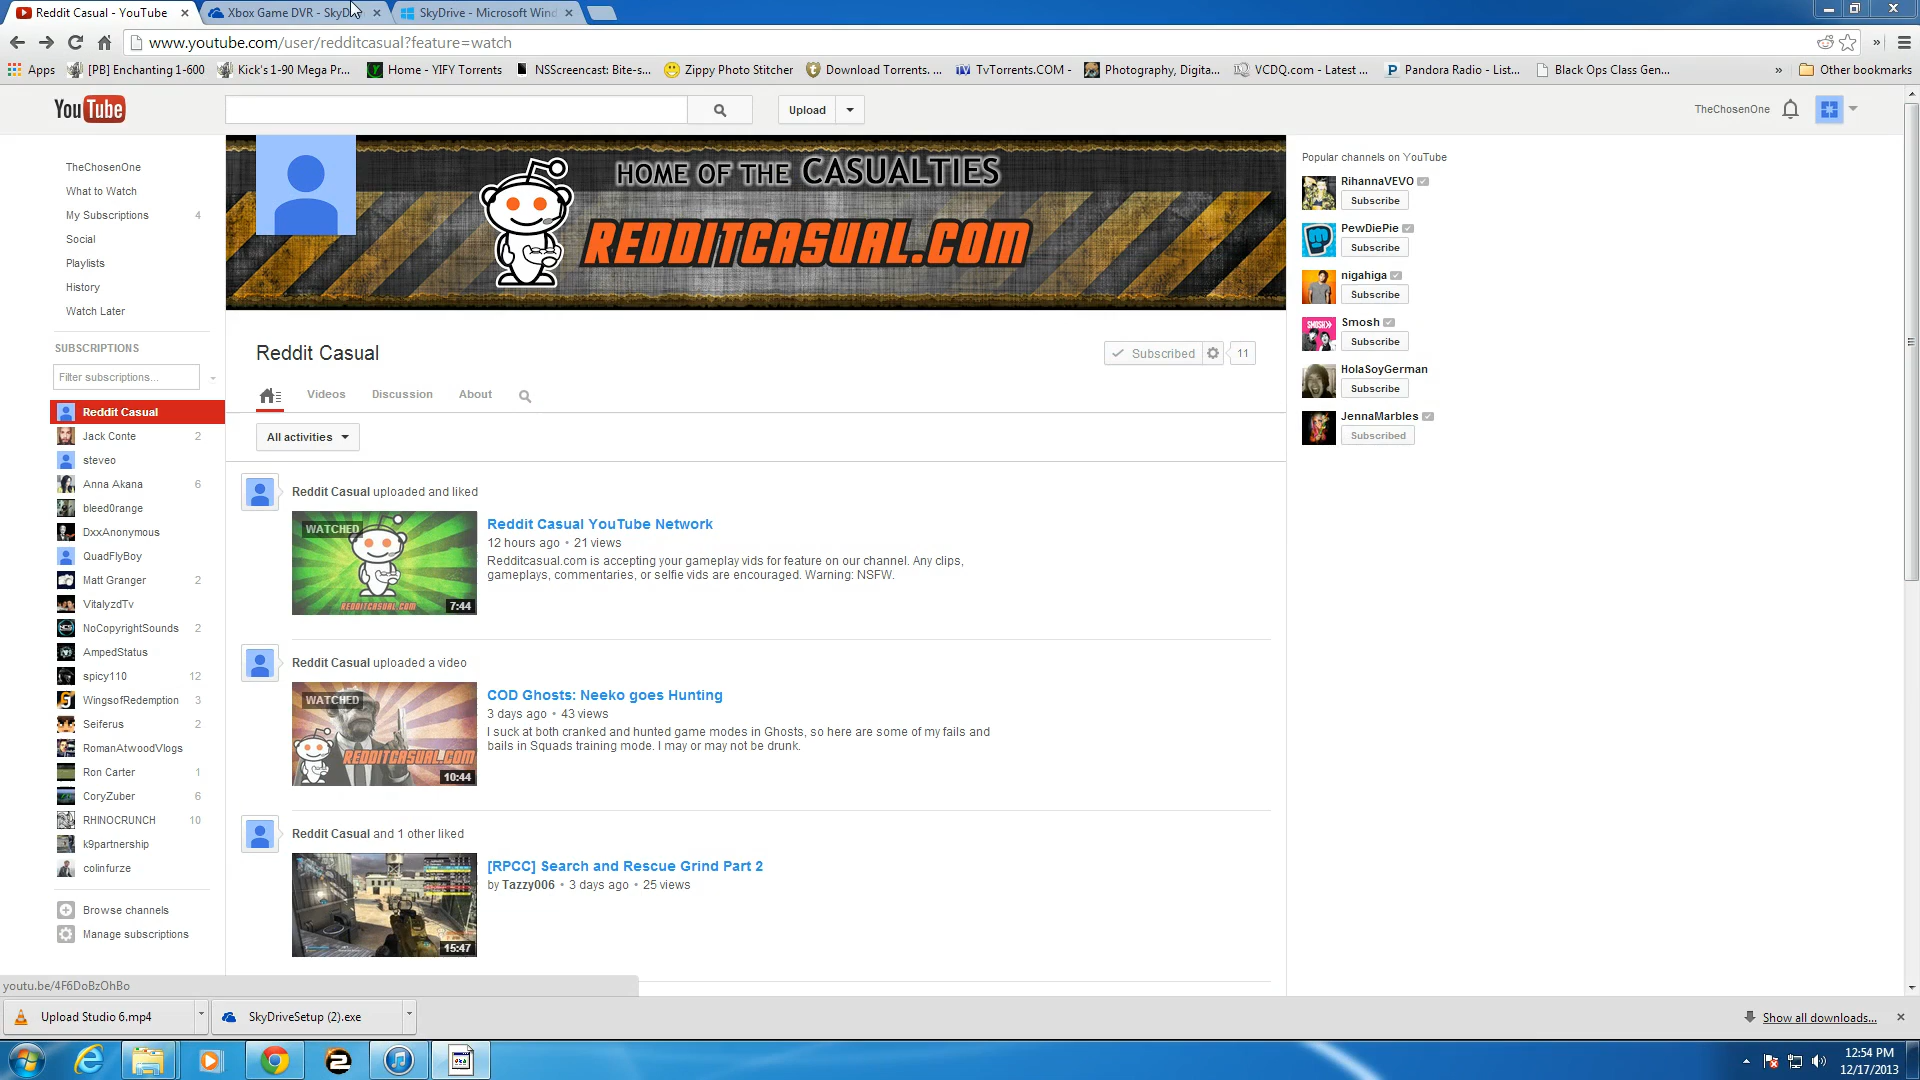 Reddit Casual - YouTube
Xbox Game DVR - SkyD
SkyDrive - Microsoft Wind
www.youtube.com/user/redditcasual?feature=watch
Apps
[PB] Enchanting 1-600
Kick's 1-90 Mega Pr...
Home - YIFY Torrents
NSScreencast: Bite-s...
Zippy Photo Stitcher
Download Torrents. ...
TvTorrents.COM -
Photography, Digita...
VCDQ.com - Latest ...
Pandora Radio - List...
Black Ops Class Gen...
»
Other bookmarks
YouTube
Upload
TheChosenOne
TheChosenOne
What to Watch
My Subscriptions 4
Social
Playlists
History
Watch Later
SUBSCRIPTIONS
Filter subscriptions...
Reddit Casual
Jack Conte 2
steveo
Anna Akana 6
bleed0range
DxxAnonymous
QuadFlyBoy
Matt Granger 2
VitalyzdTv
NoCopyrightSounds 2
AmpedStatus
spicy110 12
WingsofRedemption 3
Seiferus 2
RomanAtwoodVlogs
Ron Carter 1
CoryZuber 6
RHINOCRUNCH 10
k9partnership
colinfurze
Browse channels
Manage subscriptions
HOME OF THE CASUALTIES
REDDITCASUAL.COM
Reddit Casual
Subscribed 11
Videos Discussion About
All activities
Reddit Casual uploaded and liked
WATCHED
REDDITCASUAL.COM
7:44
Reddit Casual YouTube Network
12 hours ago • 21 views
Redditcasual.com is accepting your gameplay vids for feature on our channel. Any clips,
gameplays, commentaries, or selfie vids are encouraged. Warning: NSFW.
Reddit Casual uploaded a video
WATCHED
REDDITCASUAL.COM
10:44
COD Ghosts: Neeko goes Hunting
3 days ago • 43 views
I suck at both cranked and hunted game modes in Ghosts, so here are some of my fails and
bails in Squads training mode. I may or may not be drunk.
Reddit Casual and 1 other liked
15:47
[RPCC] Search and Rescue Grind Part 2
by Tazzy006 • 3 days ago • 25 views
Popular channels on YouTube
RihannaVEVO
Subscribe
PewDiePie
Subscribe
nigahiga
Subscribe
SMOSH
Smosh
Subscribe
HolaSoyGerman
Subscribe
JennaMarbles
Subscribed
youtu.be/4F6DoBzOhBo
Upload Studio 6.mp4
SkyDriveSetup (2).exe
Show all downloads...
12:54 PM
12/17/2013